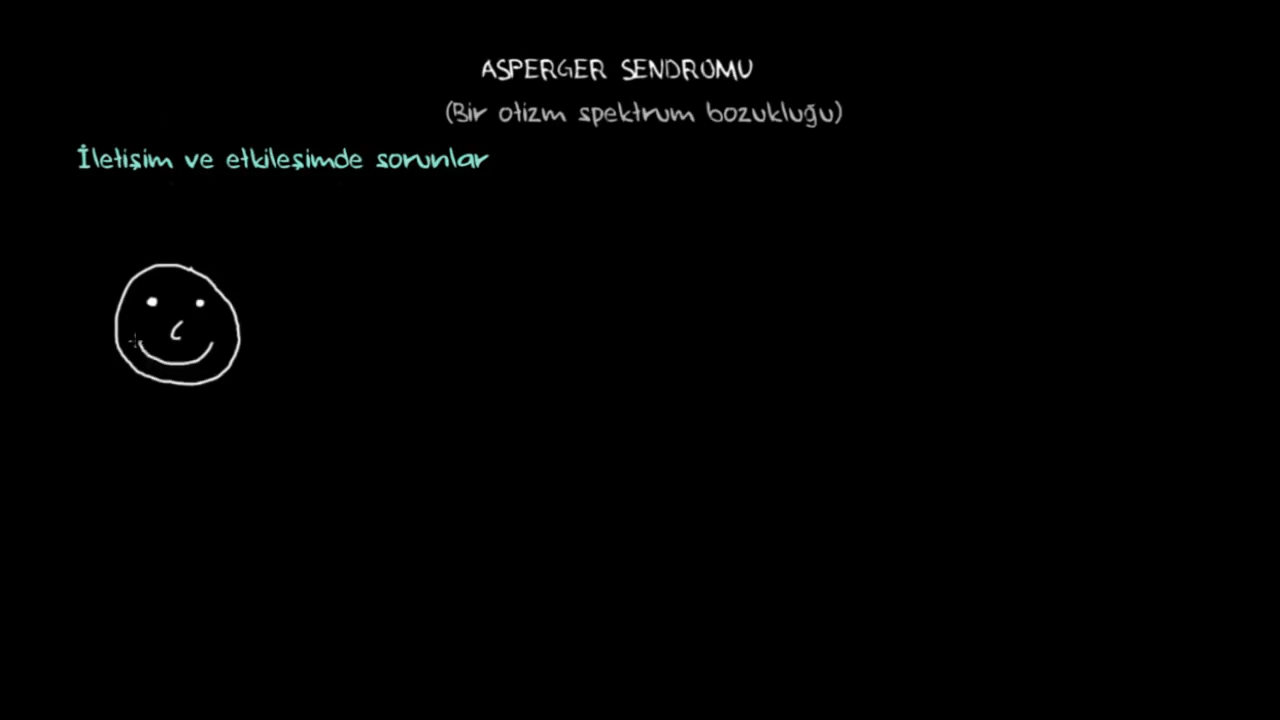 ASPERGER SENDROMU
(Bir otizm spektrum bozukluğu)
İletişim ve etkileşimde sorunlar